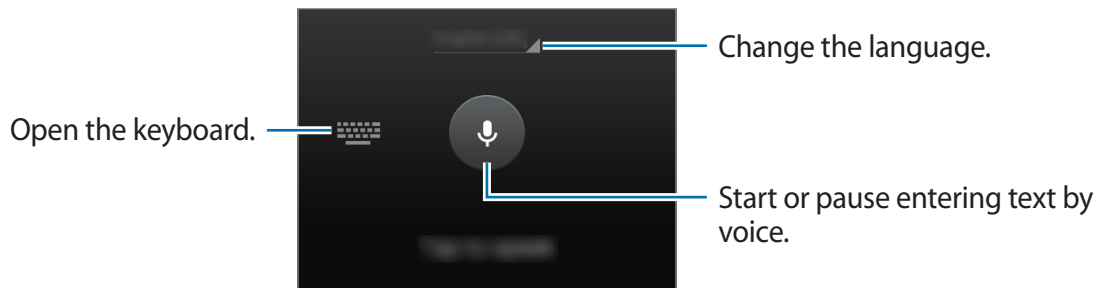 Change the language.
Open the keyboard.
Start or pause entering text by
voice.